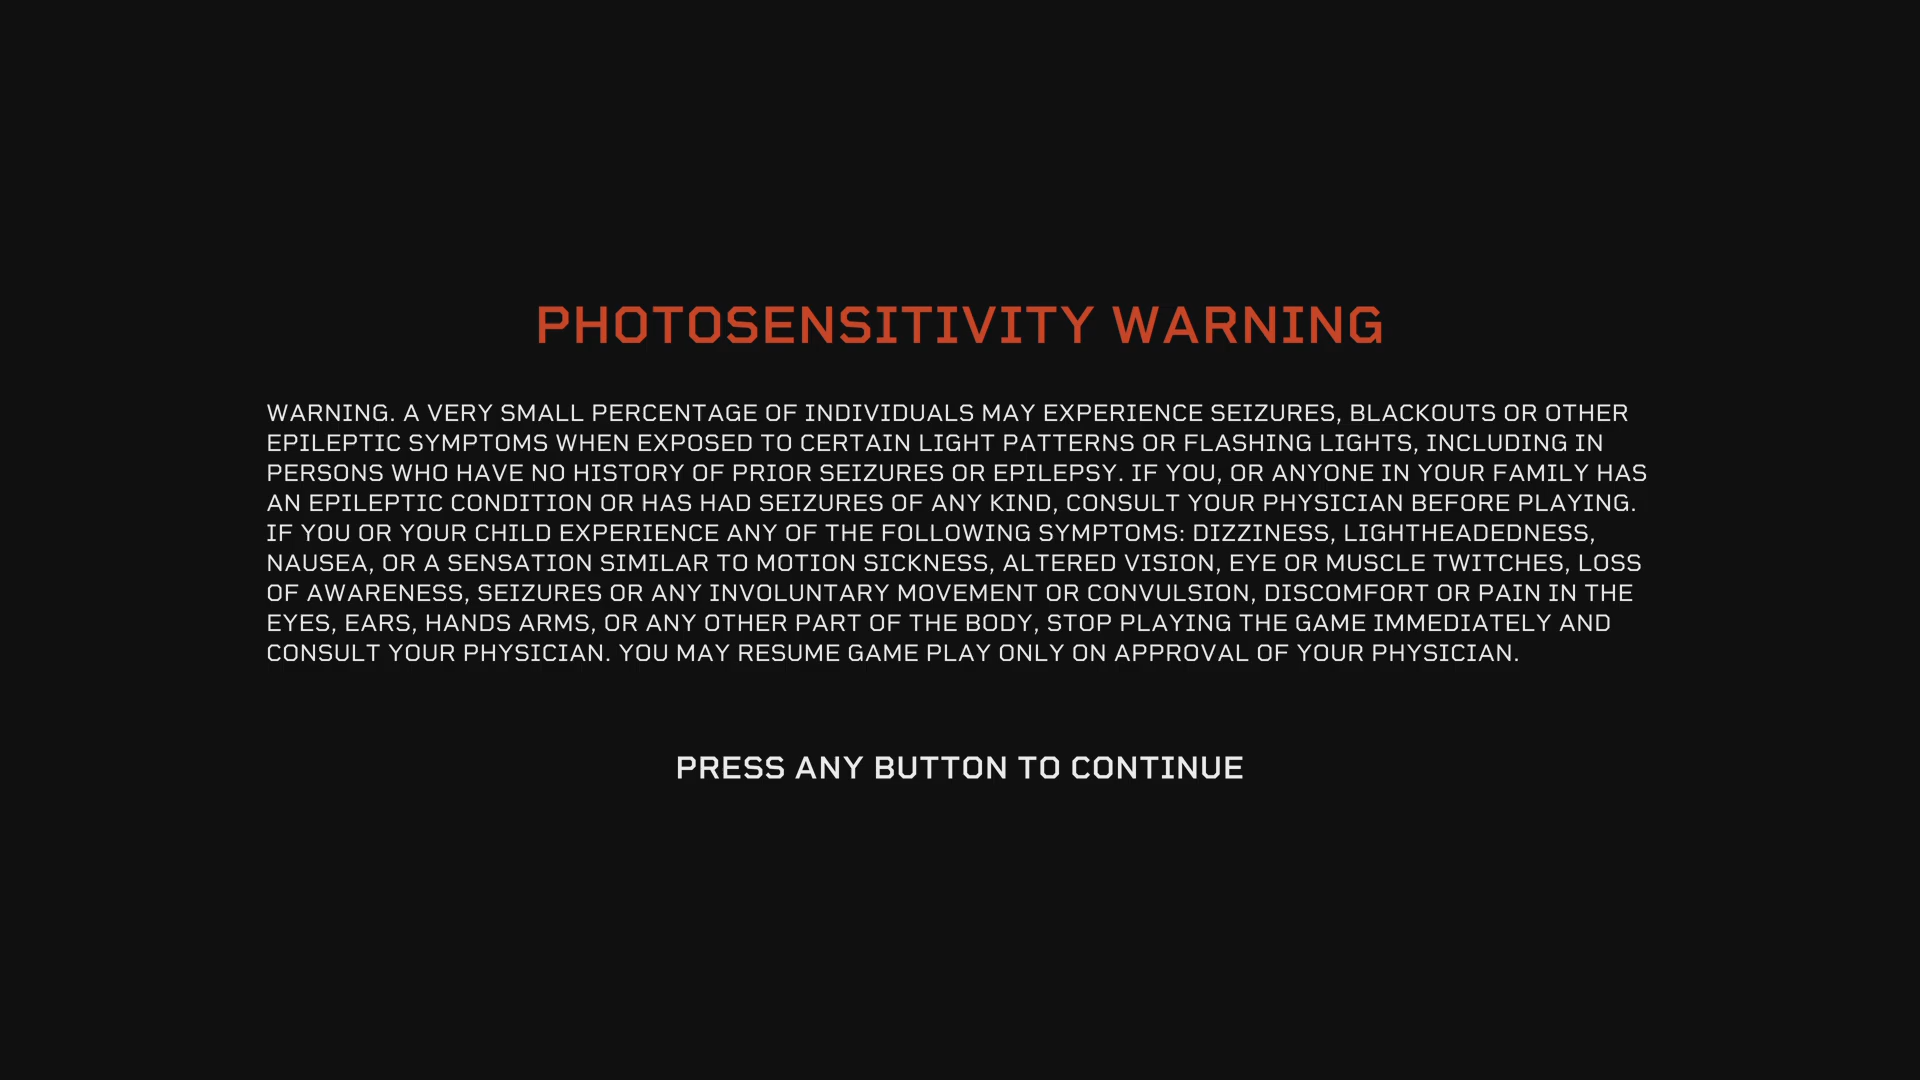 PHOTOSENSITIVITY WARNING
WARNING. A VERY SMALL PERCENTAGE OF INDIVIDUALS MAY EXPERIENCE SEIZURES, BLACKOUTS OR OTHER
EPILEPTIC SYMPTOMS WHEN EXPOSED TO CERTAIN LIGHT PATTERNS OR FLASHING LIGHTS, INCLUDING IN
PERSONS WHO HAVE NO HISTORY OF PRIOR SEIZURES OR EPILEPSY. IF YOU, OR ANYONE IN YOUR FAMILY HAS
AN EPILEPTIC CONDITION OR HAS HAD SEIZURES OF ANY KIND, CONSULT YOUR PHYSICIAN BEFORE PLAYING.
IF YOU OR YOUR CHILD EXPERIENCE ANY OF THE FOLLOWING SYMPTOMS: DIZZINESS, LIGHTHEADEDNESS,
NAUSEA, OR A SENSATION SIMILAR TO MOTION SICKNESS, ALTERED VISION, EYE OR MUSCLE TWITCHES, LOSS
OF AWARENESS, SEIZURES OR ANY INVOLUNTARY MOVEMENT OR CONVULSION, DISCOMFORT OR PAIN IN THE
EYES, EARS, HANDS ARMS, OR ANY OTHER PART OF THE BODY, STOP PLAYING THE GAME IMMEDIATELY AND
CONSULT YOUR PHYSICIAN. YOU MAY RESUME GAME PLAY ONLY ON APPROVAL OF YOUR PHYSICIAN.
PRESS ANY BUTTON TO CONTINUE